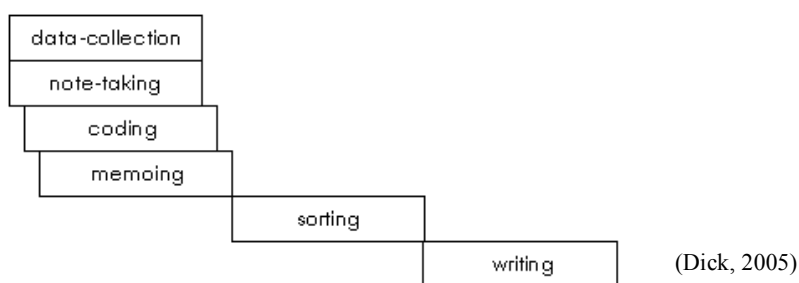 data-collection
note-taking
coding
memoing
sorting
writing (Dick, 2005)